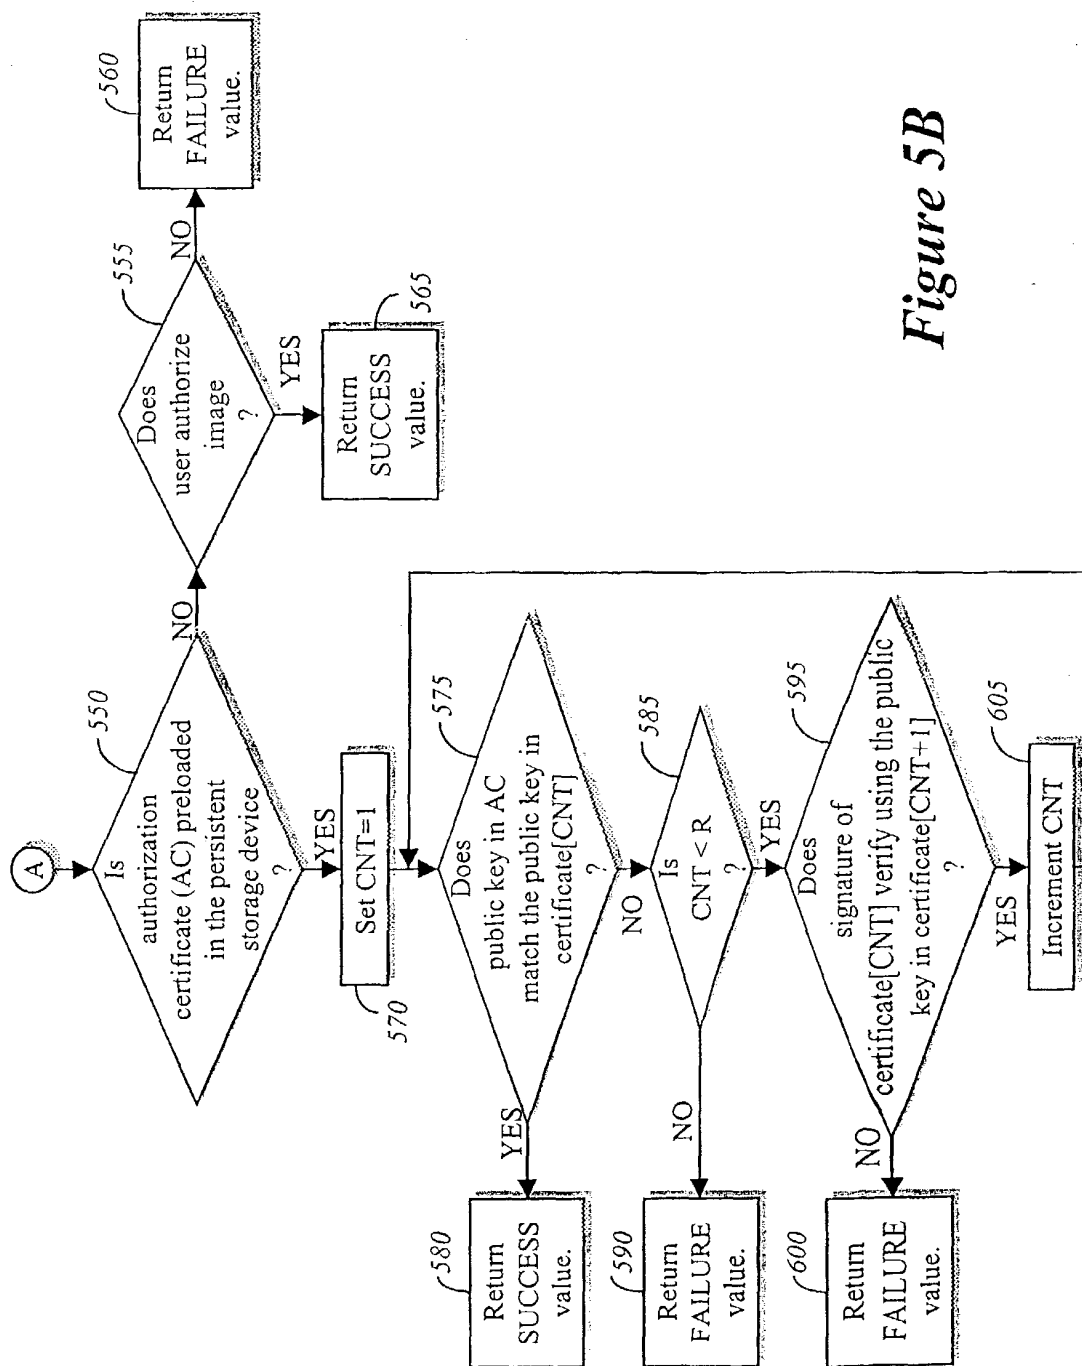 A
550
Is
authorization
certificate (AC) preloaded
in the persistent
storage device
?
NO
555
Does
user authorize
image
?
NO
560
Return
FAILURE
value.
YES
565
Return
SUCCESS
value.
YES
Set CNT=1
570
575
Does
public key in AC
match the public key in
certificate[CNT]
?
YES
580
Return
SUCCESS
value.
NO
585
Is
CNT < R
?
NO
590
Return
FAILURE
value.
YES
595
Does
signature of
certificate[CNT] verify using the public
key in certificate[CNT+1]
?
NO
600
Return
FAILURE
value.
YES
605
Increment CNT
Figure 5B